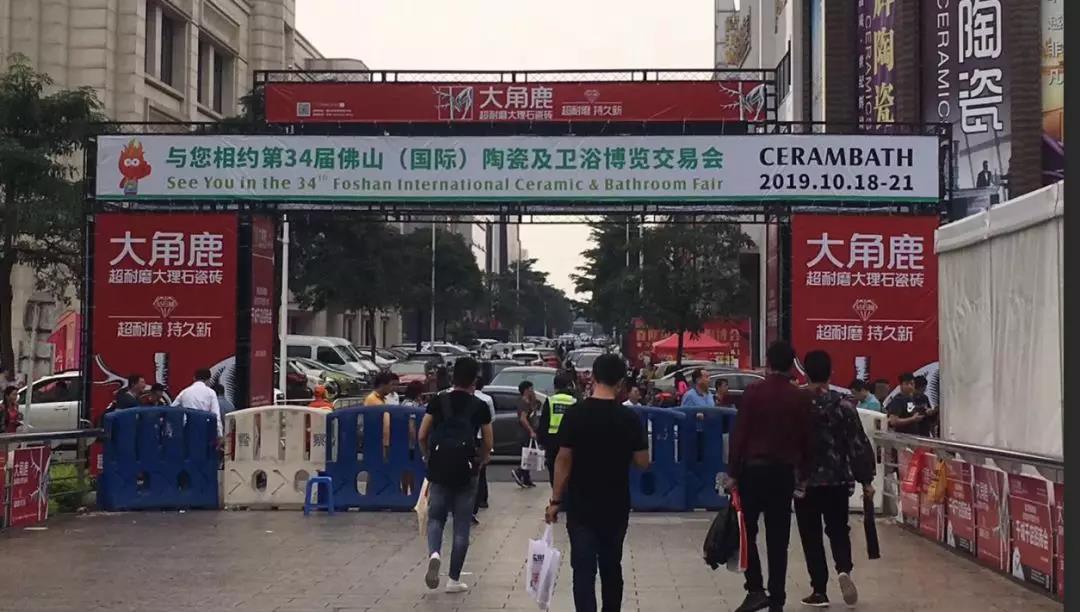 大角鹿
超耐磨大理石瓷砖
超耐磨 持久新
与您相约第34届佛山（国际）陶瓷及卫浴博览交易会
See You in the 34th Foshan International Ceramic & Bathroom Fair
CERAMBATH
2019.10.18-21
大角鹿
超耐磨大理石瓷砖
超耐磨 持久新
大角鹿
超耐磨大理石瓷砖
超耐磨 持久新
陶瓷
CERAMIC
陶瓷
CERAMICS